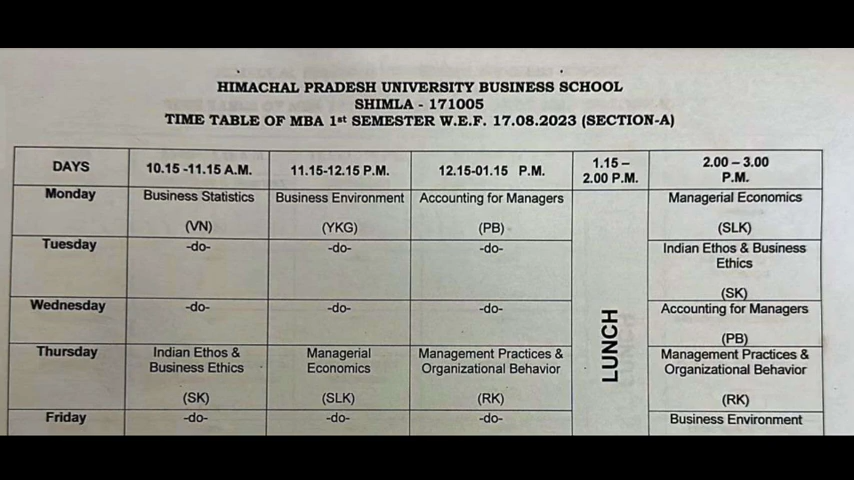 HIMACHAL PRADESH UNIVERSITY BUSINESS SCHOOL
SHIMLA - 171005
TIME TABLE OF MBA 1st SEMESTER W.E.F. 17.08.2023 (SECTION-A)
DAYS 10.15 -11.15 A.M. 11.15-12.15 P.M. 12.15-01.15 P.M. 1.15 – 2.00 – 3.00
2.00 P.M. P.M.
Monday Business Statistics Business Environment Accounting for Managers Managerial Economics
(VN) (YKG) (PB) (SLK)
Tuesday -do- -do- -do- Indian Ethos & Business
Ethics
(SK)
Wednesday -do- -do- -do- Accounting for Managers
(PB)
LUNCH
Thursday Indian Ethos & Managerial Management Practices & Management Practices &
Business Ethics Economics Organizational Behavior Organizational Behavior
(SK) (SLK) (RK) (RK)
Friday -do- -do- -do- Business Environment